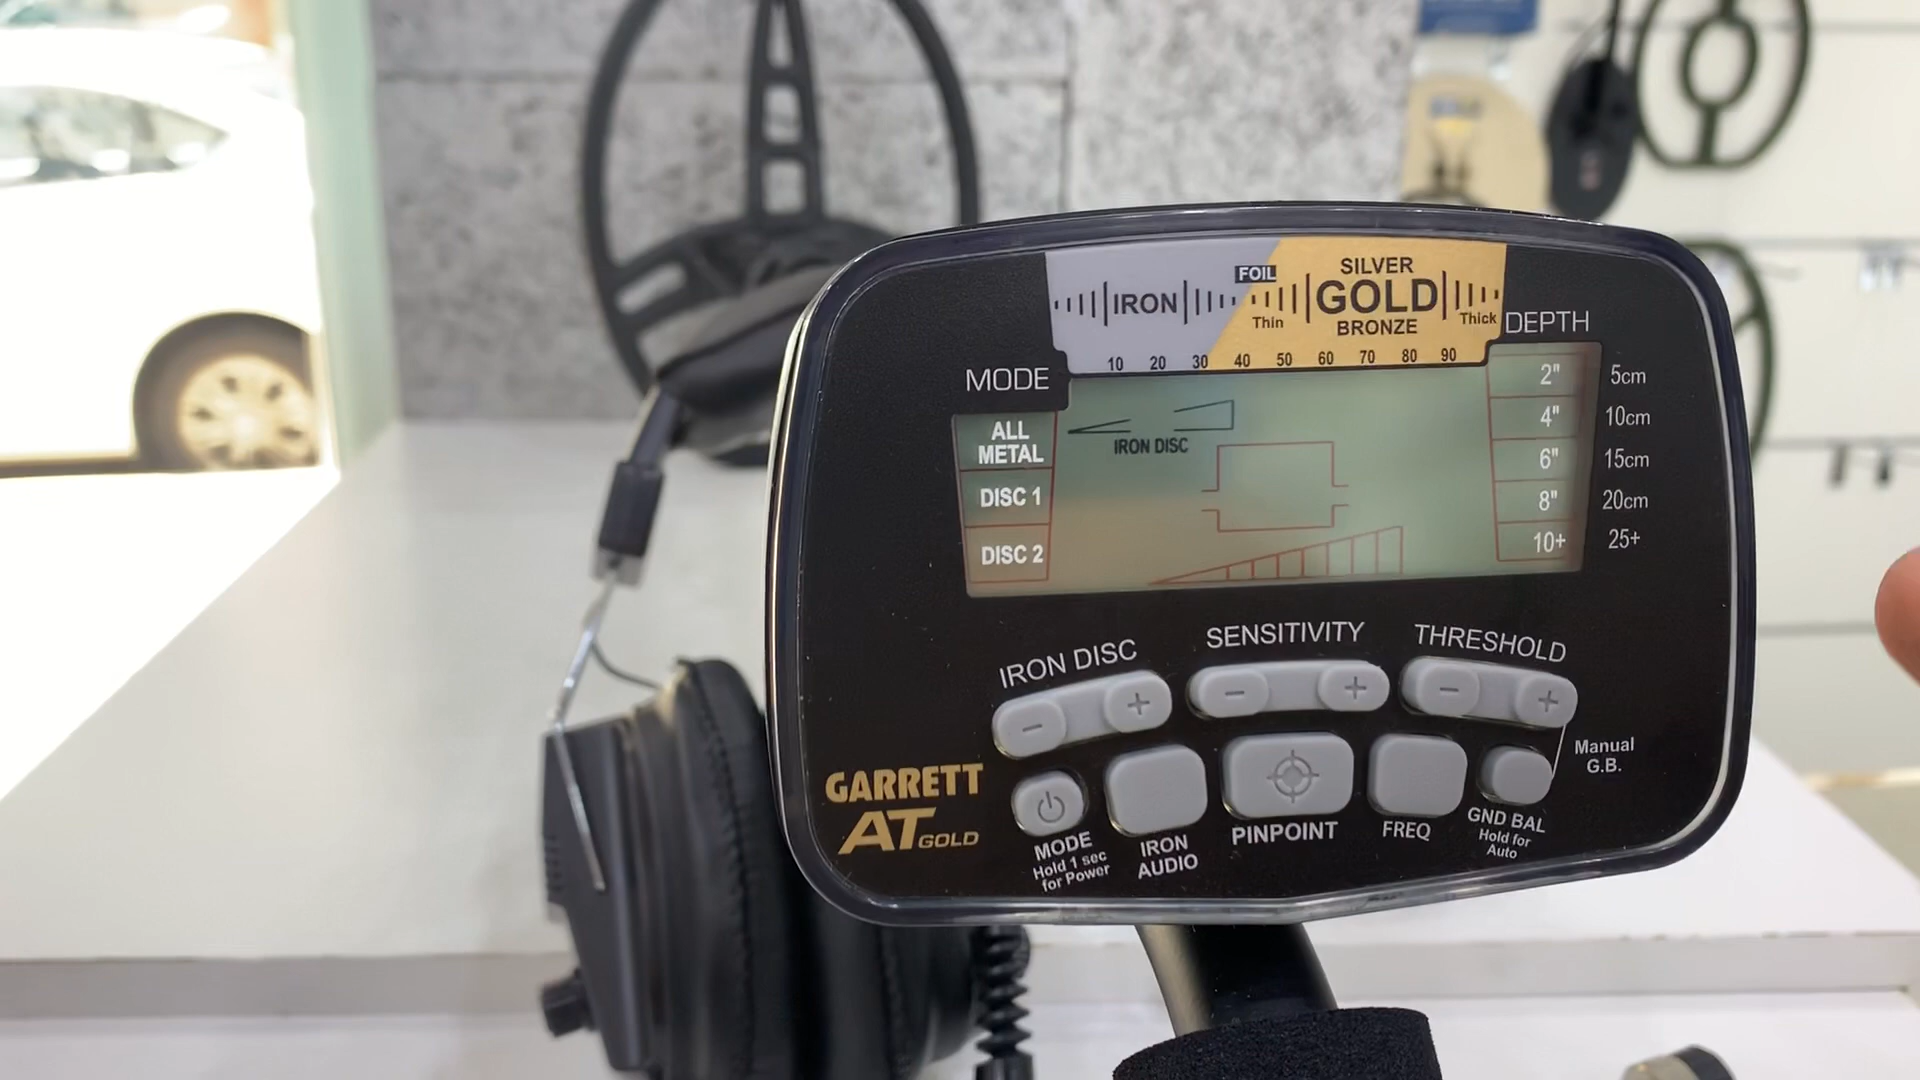 FOIL
SILVER
IRON
GOLD
Thin
BRONZE
Thick
DEPTH
10 20 30 40 50 60 70 80 90
MODE
2" 5cm
4" 10cm
6" 15cm
8" 20cm
10+ 25+
ALL
METAL
DISC 1
DISC 2
IRON DISC
IRON DISC
SENSITIVITY
THRESHOLD
- +
- +
- +
Manual
G.B.
GARRETT
AT GOLD
MODE
Hold 1 sec
for Power
IRON
AUDIO
PINPOINT
FREQ
GND BAL
Hold for
Auto